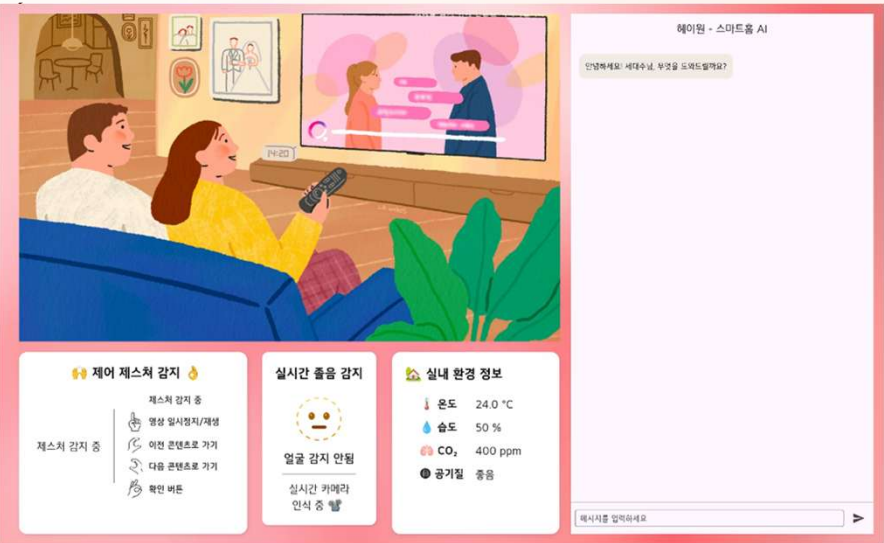 헤이원 - 스마트홈 AI
안녕하세요! 세대수님, 무엇을 도와드릴까요?
14:20
🙌 제어 제스쳐 감지 👌
제스처 감지 중
제스처 감지 중
영상 일시정지/재생
이전 콘텐츠로 가기
다음 콘텐츠로 가기
확인 버튼
실시간 졸음 감지
얼굴 감지 안됨
실시간 카메라
인식 중
🏡 실내 환경 정보
🌡️ 온도 24.0 °C
💧 습도 50 %
🫁 CO₂ 400 ppm
공기질 좋음
메시지를 입력하세요